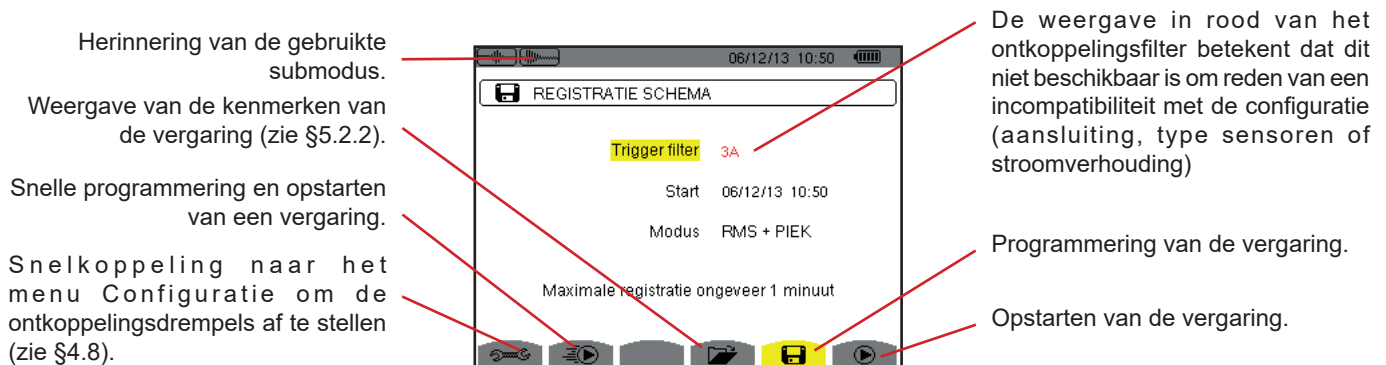 Herinnering van de gebruikte
submodus.
Weergave van de kenmerken van
de vergaring (zie §5.2.2).
Snelle programmering en opstarten
van een vergaring.
Snelkoppeling naar het
menu Configuratie om de
ontkoppelingsdrempels af te stellen
(zie §4.8).
06/12/13 10:50
REGISTRATIE SCHEMA
Trigger filter 3A
Start 06/12/13 10:50
Modus RMS + PIEK
Maximale registratie ongeveer 1 minuut
De weergave in rood van het
ontkoppelingsfilter betekent dat dit
niet beschikbaar is om reden van een
incompatibiliteit met de configuratie
(aansluiting, type sensoren of
stroomverhouding)
Programmering van de vergaring.
Opstarten van de vergaring.